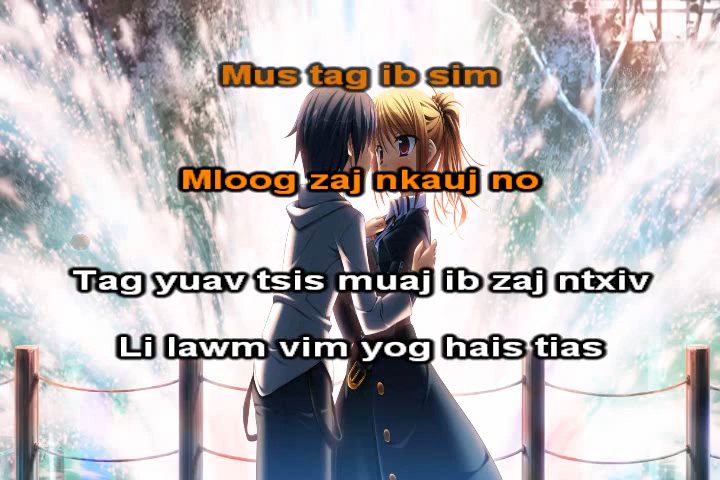 Mus tag ib sim
Mloog zaj nkauj no
Tag yuav tsis muaj ib zaj ntxiv
Li lawm vim yog hais tias